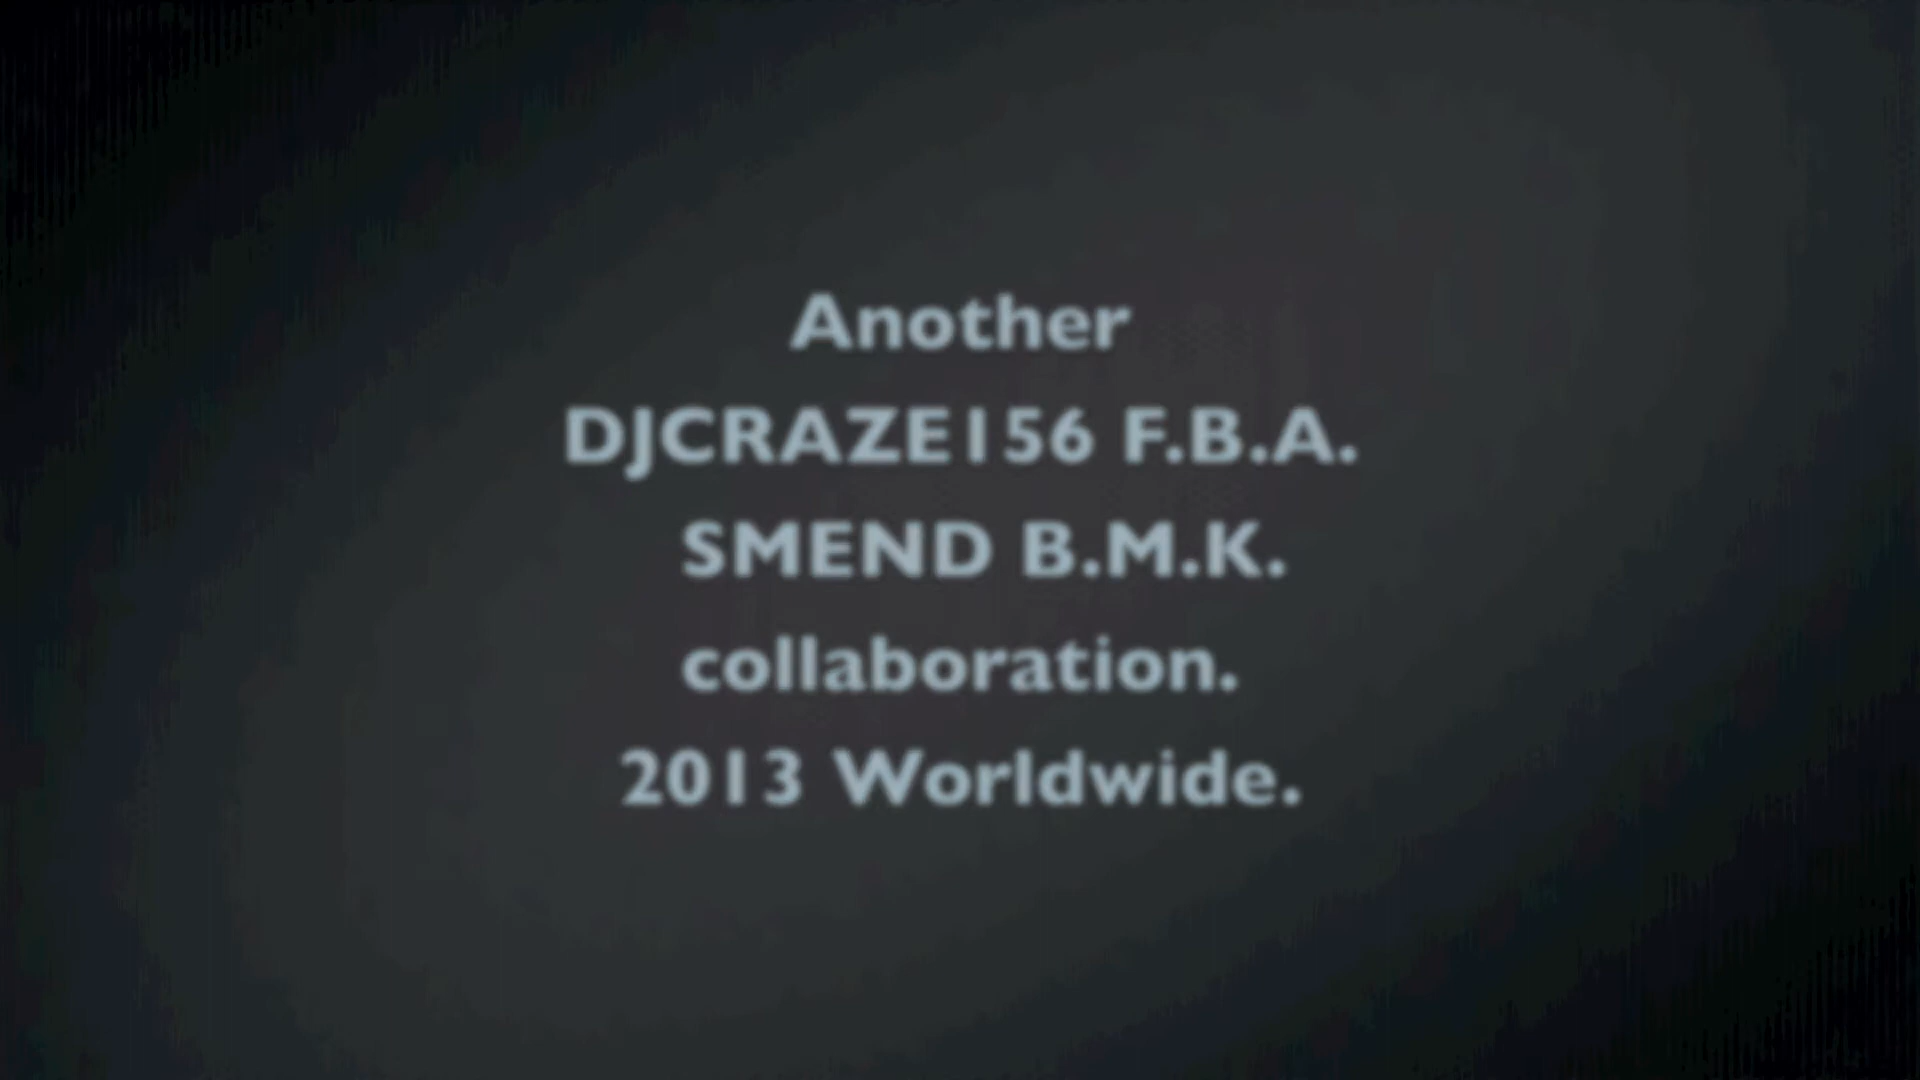 Another
DJCRAZE156 F.B.A.
SMEND B.M.K.
collaboration.
2013 Worldwide.